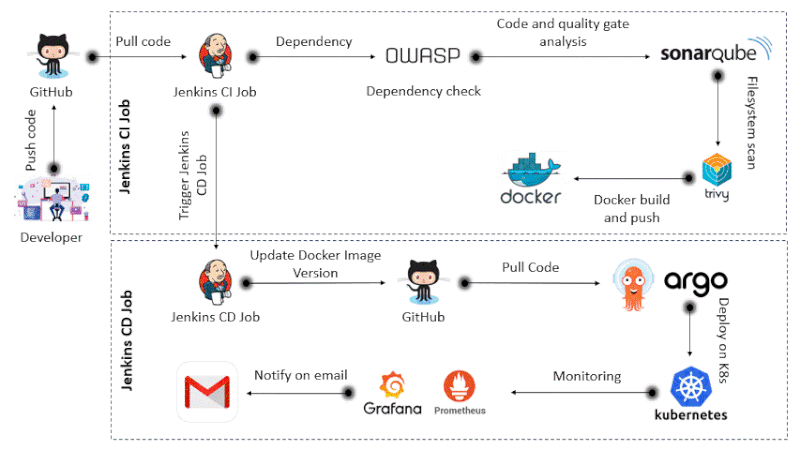 Pull code
GitHub
Push code
Developer
Jenkins CI Job
Jenkins CI Job
Dependency
OWASP
Dependency check
Code and quality gate
analysis
sonarqube
Filesystem scan
trivy
Docker build
and push
docker
Trigger Jenkins
CD Job
Jenkins CD Job
Jenkins CD Job
Update Docker Image
Version
GitHub
Pull Code
argo
Deploy on K8s
kubernetes
Monitoring
Prometheus
Grafana
Notify on email